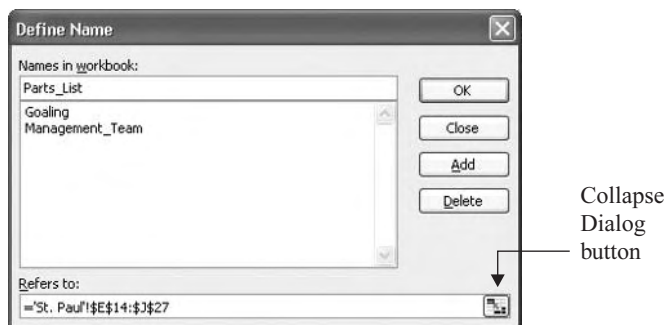 Define Name
Names in workbook:
Parts_List
OK
Goaling
Management_Team
Close
Add
Delete
Collapse
Dialog
button
Refers to:
='St. Paul'!$E$14:$J$27